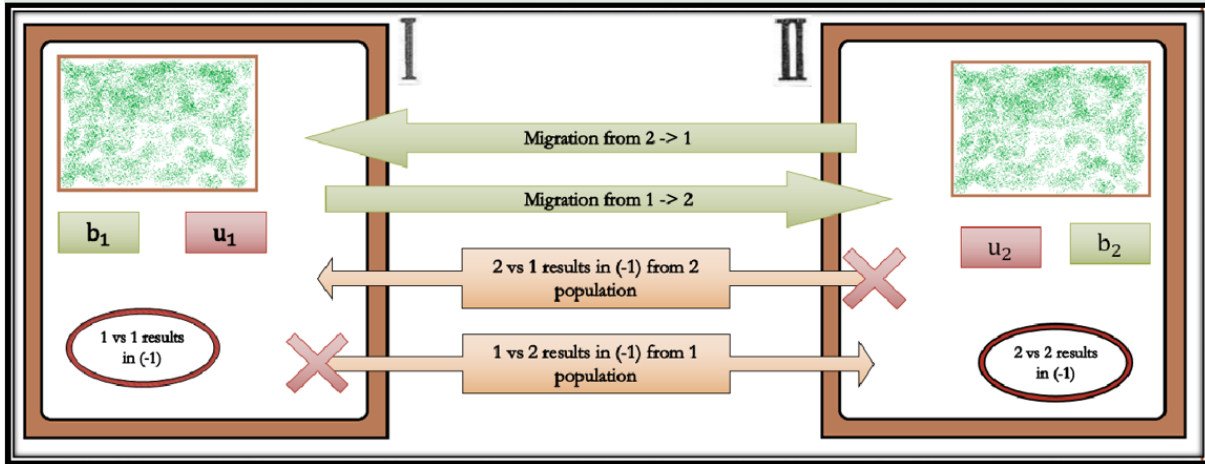 I
II
Migration from 2 -> 1
Migration from 1 -> 2
b₁
u₁
u₂
b₂
2 vs 1 results in (-1) from 2
population
1 vs 1 results
in (-1)
1 vs 2 results in (-1) from 1
population
2 vs 2 results
in (-1)